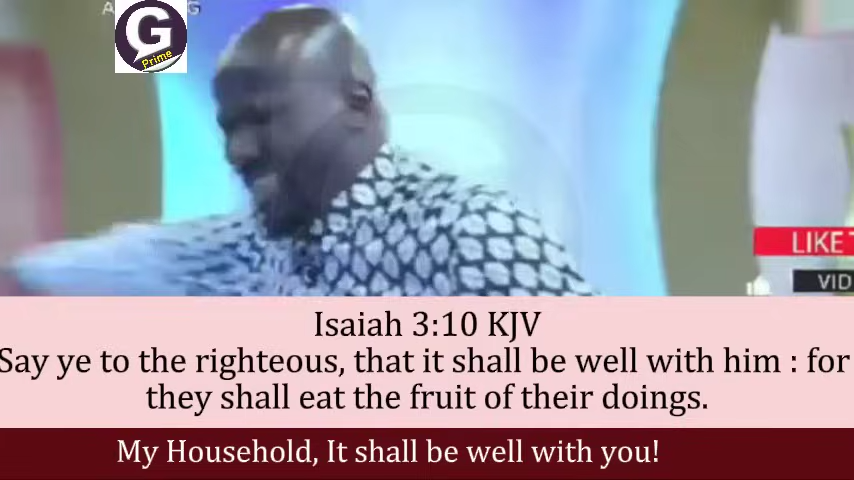 G
Prime
LIKE
VID
Isaiah 3:10 KJV
Say ye to the righteous, that it shall be well with him : for
they shall eat the fruit of their doings.
My Household, It shall be well with you!